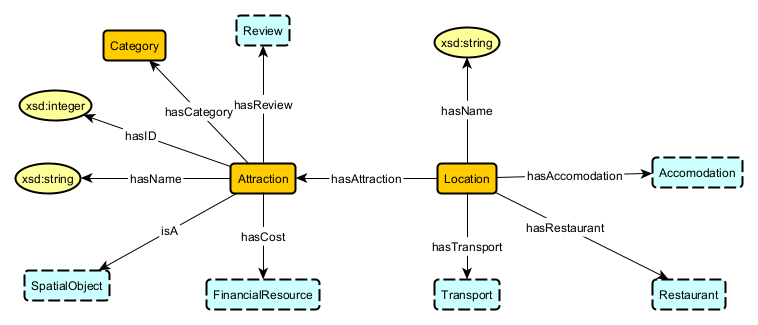 Review
xsd:string
Category
xsd:integer
hasCategory
hasReview
hasName
hasID
xsd:string
hasName
Attraction
hasAttraction
Location
hasAccomodation
Accomodation
isA
hasCost
hasTransport
hasRestaurant
SpatialObject
FinancialResource
Transport
Restaurant